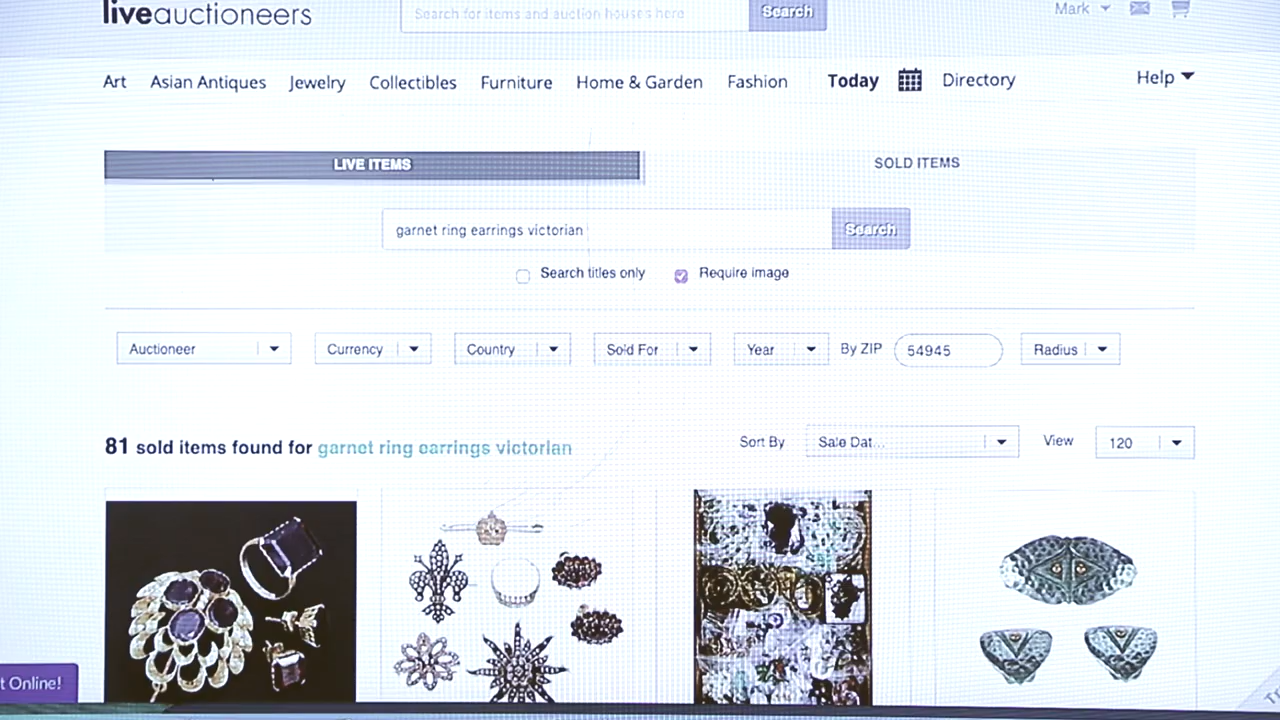 liveauctioneers
Search for items and auction houses here
Search
Mark
Art Asian Antiques Jewelry Collectibles Furniture Home & Garden Fashion Today Directory Help
LIVE ITEMS
SOLD ITEMS
garnet ring earrings victorian
Search
Search titles only
Require image
Auctioneer
Currency
Country
Sold For
Year
By ZIP
54945
Radius
81 sold items found for garnet ring earrings victorian
Sort By
Sale Dat...
View
120
t Online!